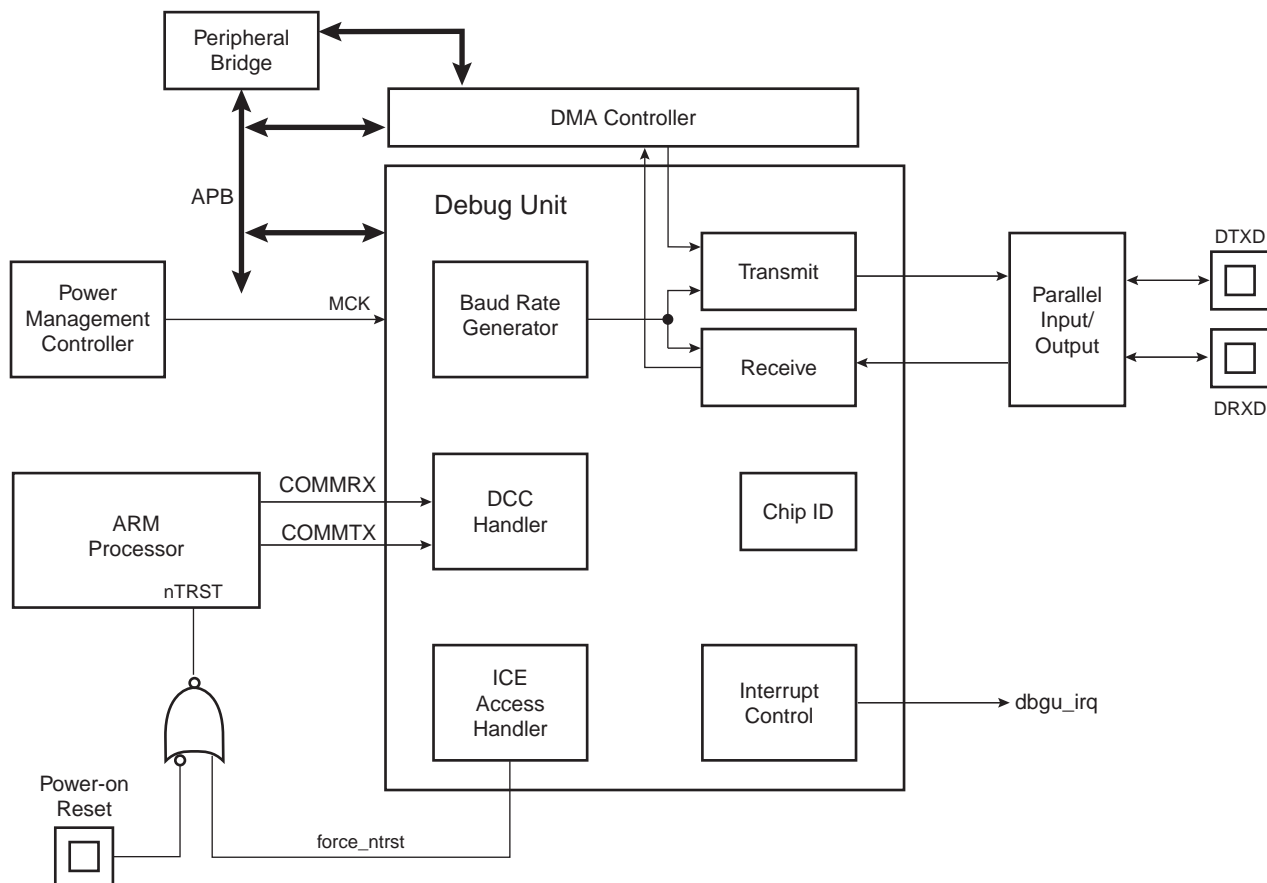 Peripheral
Bridge
DMA Controller
APB
Debug Unit
Power
Management
Controller
MCK
Baud Rate
Generator
Transmit
Receive
Parallel
Input/
Output
DTXD
DRXD
ARM
Processor
nTRST
COMMRX
COMMTX
DCC
Handler
Chip ID
ICE
Access
Handler
Interrupt
Control
dbgu_irq
Power-on
Reset
force_ntrst